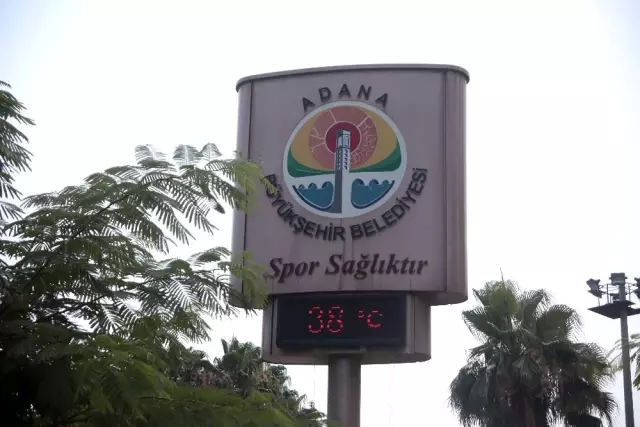 ADANA
BÜYÜKŞEHİR BELEDİYESİ
Spor Sağlıktır
38 °C